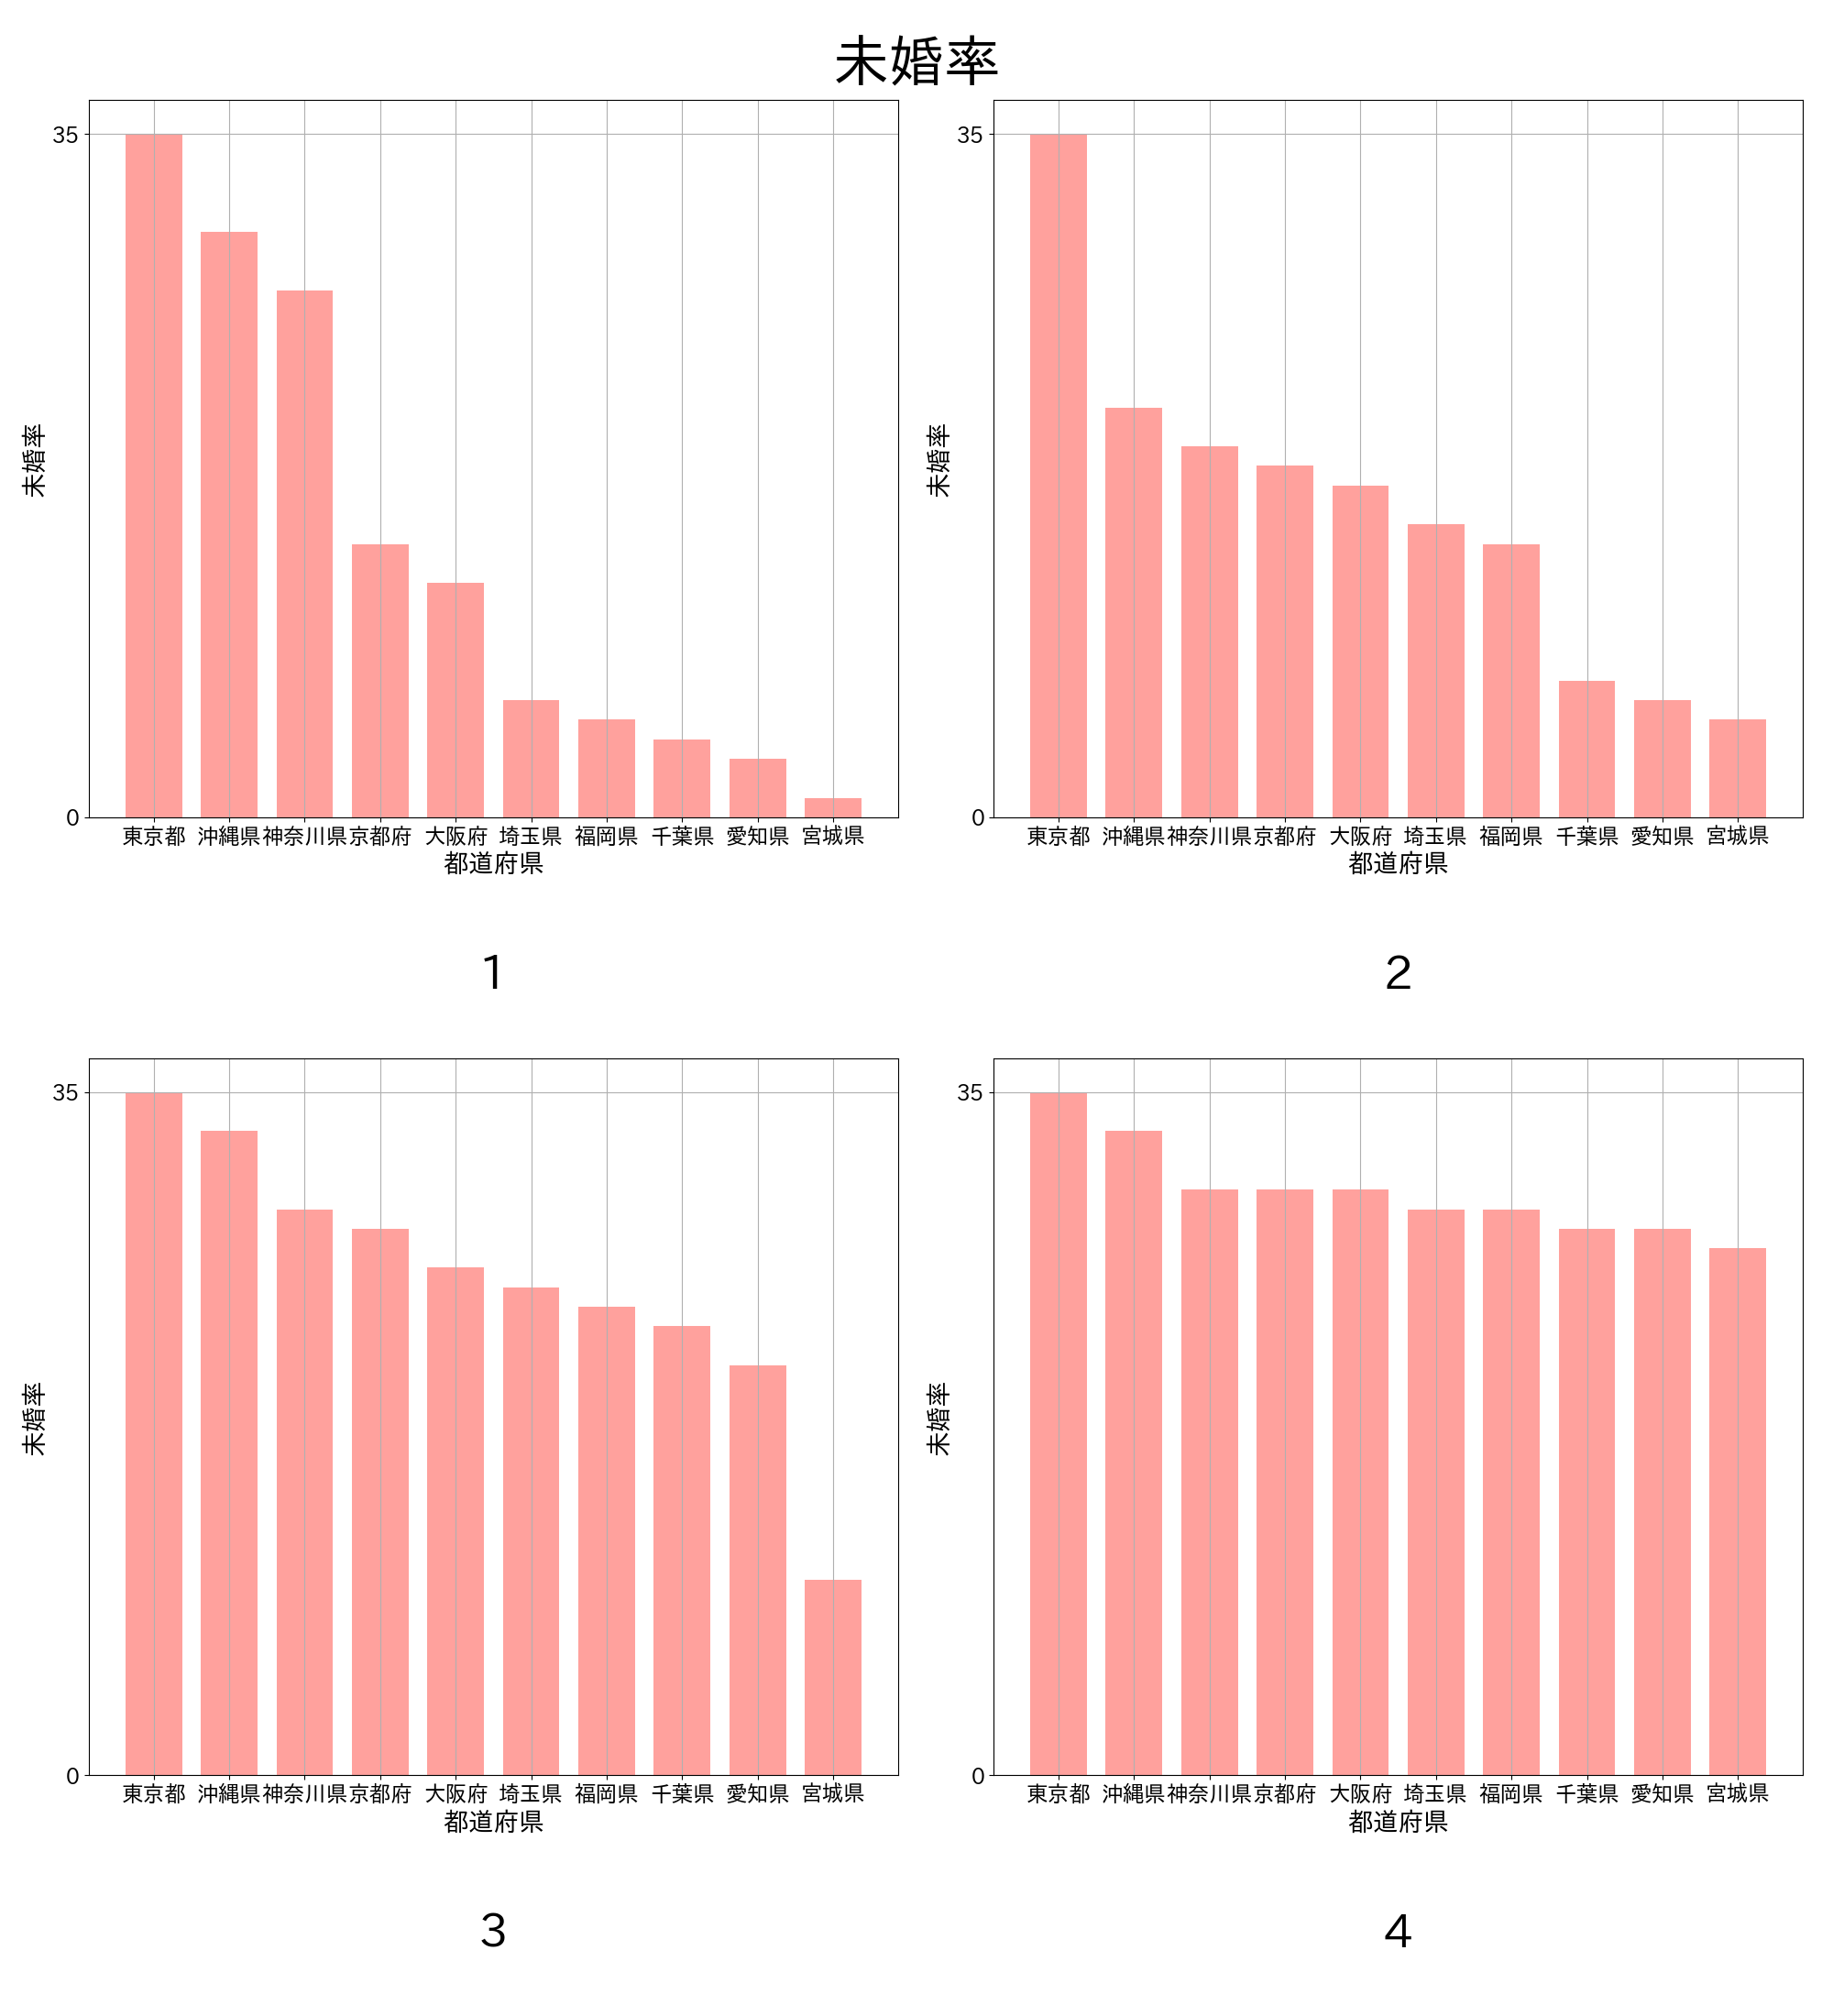 未婚率
35
0
未婚率
東京都 沖縄県 神奈川県 京都府 大阪府 埼玉県 福岡県 千葉県 愛知県 宮城県
都道府県
1
35
0
未婚率
東京都 沖縄県 神奈川県 京都府 大阪府 埼玉県 福岡県 千葉県 愛知県 宮城県
都道府県
2
35
0
未婚率
東京都 沖縄県 神奈川県 京都府 大阪府 埼玉県 福岡県 千葉県 愛知県 宮城県
都道府県
3
35
0
未婚率
東京都 沖縄県 神奈川県 京都府 大阪府 埼玉県 福岡県 千葉県 愛知県 宮城県
都道府県
4